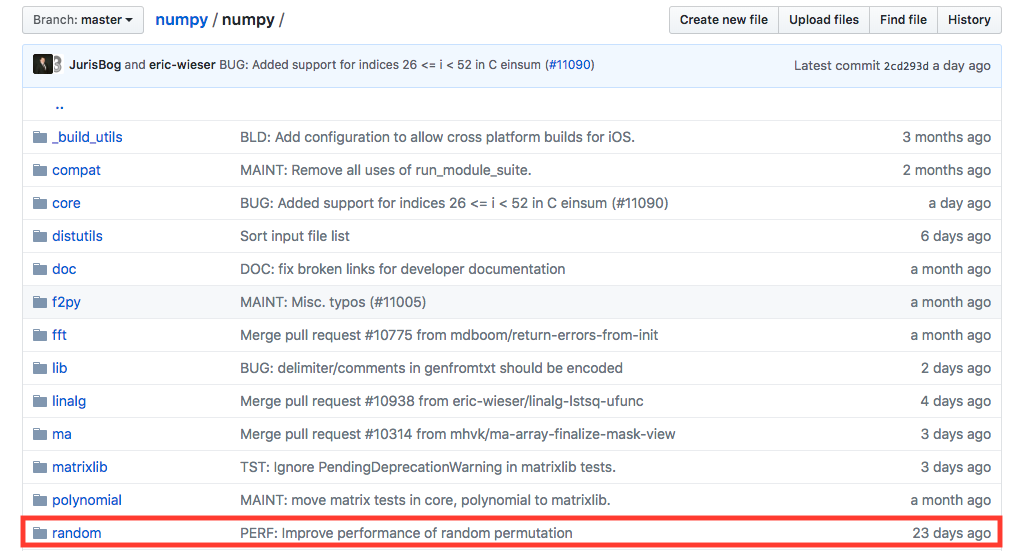 Branch: master numpy / numpy / Create new file Upload files Find file History
JurisBog and eric-wieser BUG: Added support for indices 26 <= i < 52 in C einsum (#11090) Latest commit 2cd293d a day ago
..
_build_utils BLD: Add configuration to allow cross platform builds for iOS. 3 months ago
compat MAINT: Remove all uses of run_module_suite. 2 months ago
core BUG: Added support for indices 26 <= i < 52 in C einsum (#11090) a day ago
distutils Sort input file list 6 days ago
doc DOC: fix broken links for developer documentation a month ago
f2py MAINT: Misc. typos (#11005) a month ago
fft Merge pull request #10775 from mdboom/return-errors-from-init a month ago
lib BUG: delimiter/comments in genfromtxt should be encoded 2 days ago
linalg Merge pull request #10938 from eric-wieser/linalg-lstsq-ufunc 4 days ago
ma Merge pull request #10314 from mhvk/ma-array-finalize-mask-view 3 days ago
matrixlib TST: Ignore PendingDeprecationWarning in matrixlib tests. 3 days ago
polynomial MAINT: move matrix tests in core, polynomial to matrixlib. a month ago
random PERF: Improve performance of random permutation 23 days ago